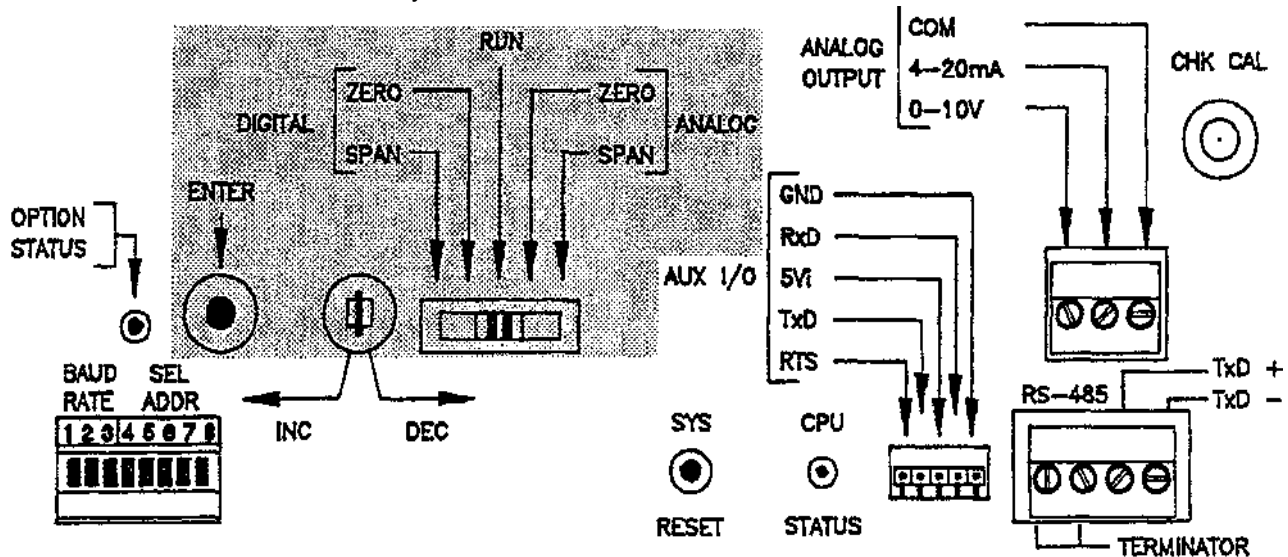 RUN
ZERO
DIGITAL
SPAN
ZERO
ANALOG
SPAN
ENTER
OPTION
STATUS
INC
DEC
BAUD RATE
SEL ADDR
1 2 3 4 5 6 7 8
ANALOG
OUTPUT
COM
4-20mA
0-10V
CHK CAL
AUX I/O
GND
RxD
5Vi
TxD
RTS
SYS
RESET
CPU
STATUS
RS-485
TxD +
TxD -
TERMINATOR